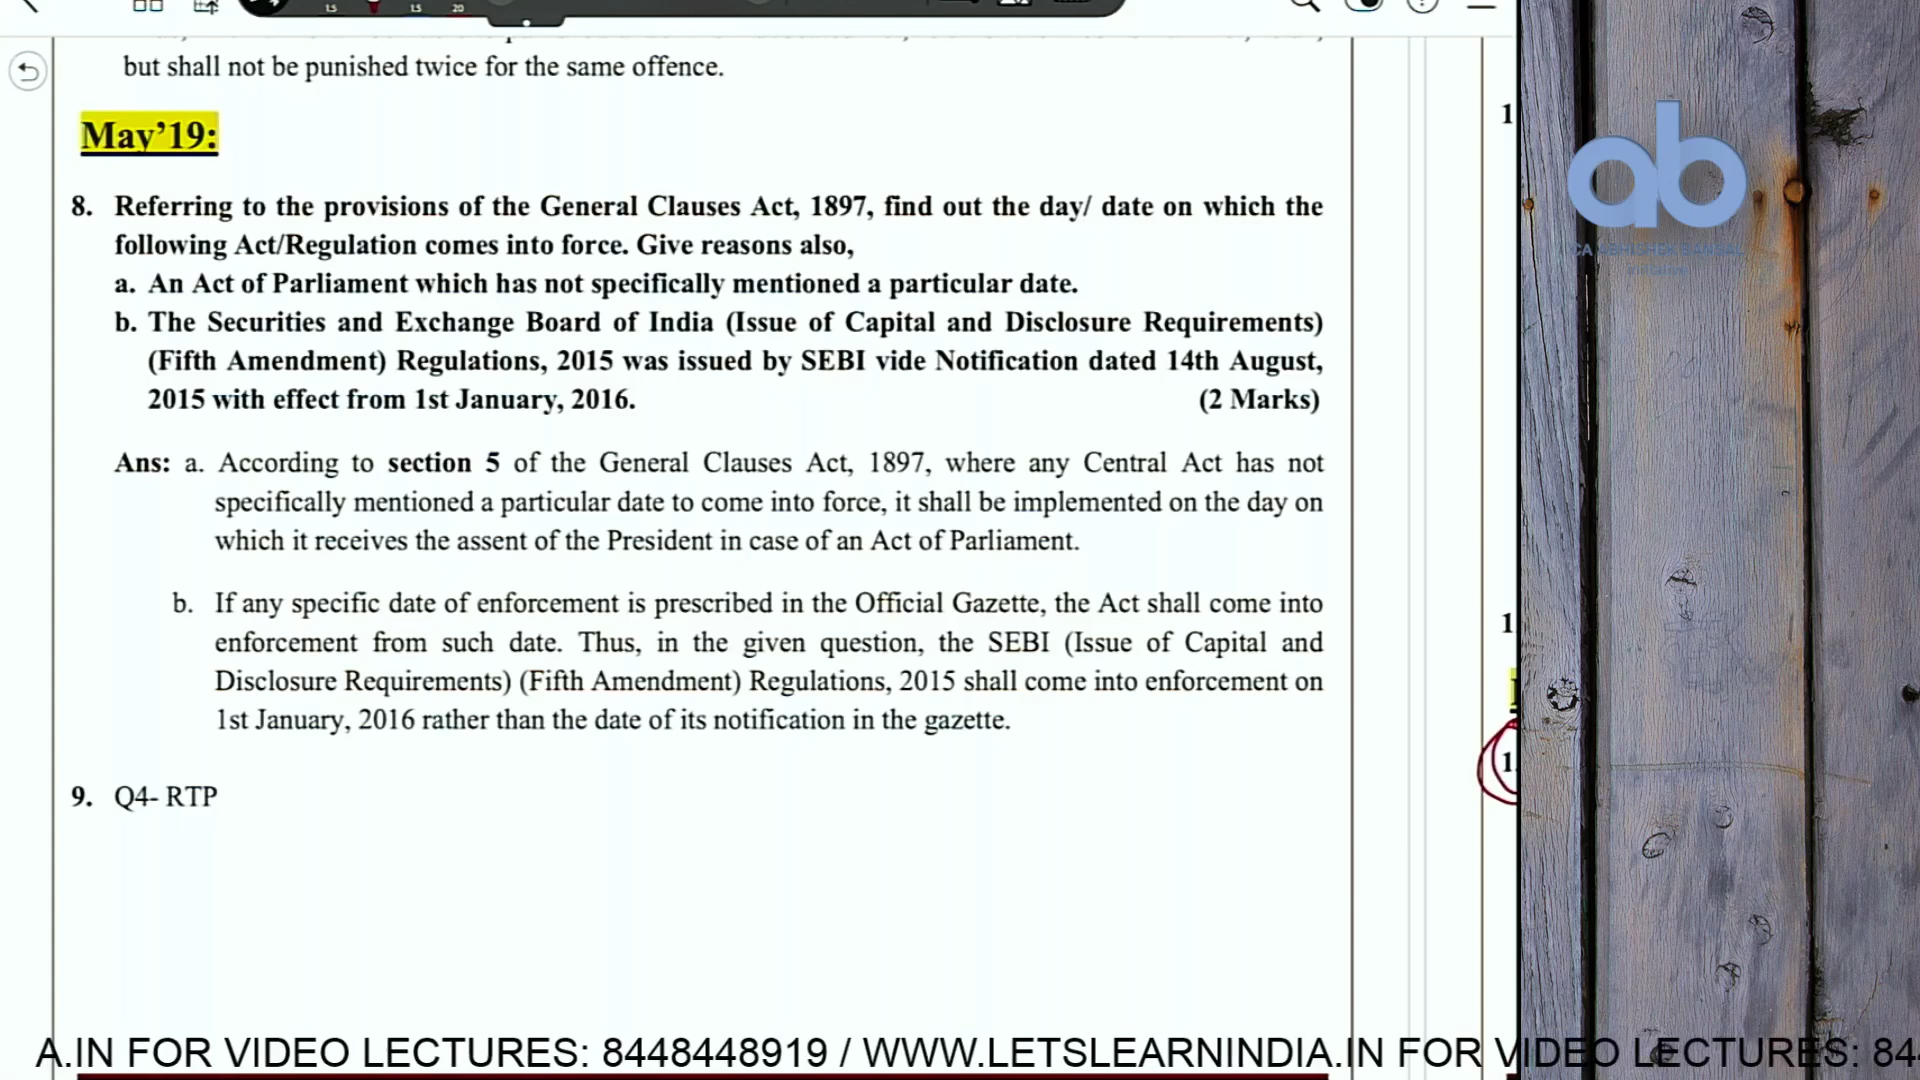 1.5
1.5
20
but shall not be punished twice for the same offence.
May'19:
8. Referring to the provisions of the General Clauses Act, 1897, find out the day/ date on which the
following Act/Regulation comes into force. Give reasons also,
a. An Act of Parliament which has not specifically mentioned a particular date.
b. The Securities and Exchange Board of India (Issue of Capital and Disclosure Requirements)
(Fifth Amendment) Regulations, 2015 was issued by SEBI vide Notification dated 14th August,
2015 with effect from 1st January, 2016. (2 Marks)
Ans: a. According to section 5 of the General Clauses Act, 1897, where any Central Act has not
specifically mentioned a particular date to come into force, it shall be implemented on the day on
which it receives the assent of the President in case of an Act of Parliament.
b. If any specific date of enforcement is prescribed in the Official Gazette, the Act shall come into
enforcement from such date. Thus, in the given question, the SEBI (Issue of Capital and
Disclosure Requirements) (Fifth Amendment) Regulations, 2015 shall come into enforcement on
1st January, 2016 rather than the date of its notification in the gazette.
9. Q4- RTP
1
1
1.
ab
A.IN FOR VIDEO LECTURES: 8448448919 / WWW.LETSLEARNINDIA.IN FOR VIDEO LECTURES: 84